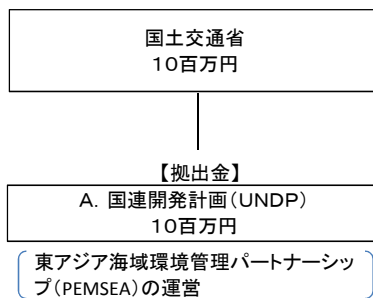 国土交通省
10百万円
【拠出金】
A. 国連開発計画(UNDP)
10百万円
東アジア海域環境管理パートナーシッ
プ(PEMSEA)の運営